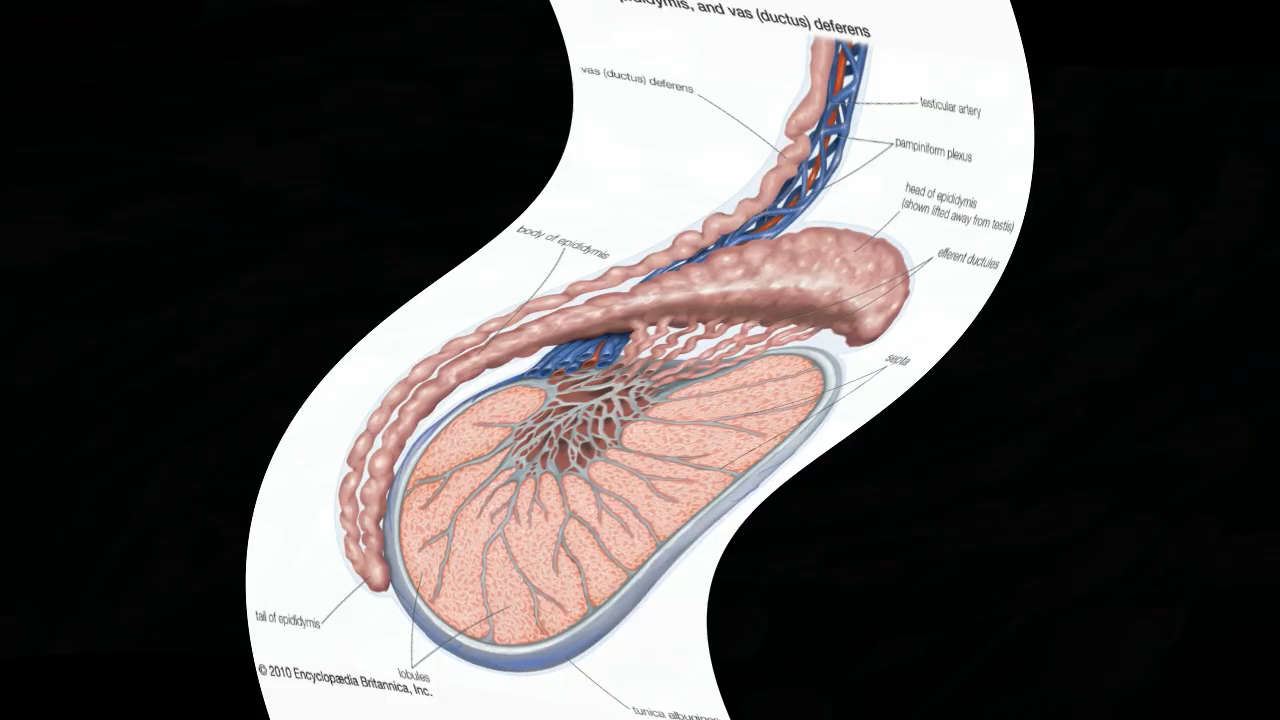 and vas (ductus) deferens
vas (ductus) deferens
testicular artery
pampiniform plexus
head of epididymis
(shown lifted away from testis)
body of epididymis
efferent ductules
septa
tail of epididymis
lobules
© 2010 Encyclopædia Britannica, Inc.
tunica